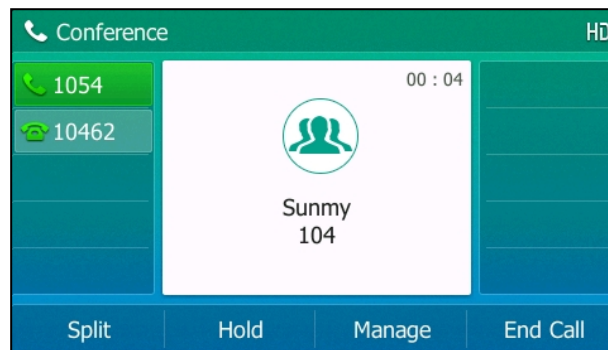 Conference HD
1054
10462
00 : 04
Sunmy
104
Split Hold Manage End Call